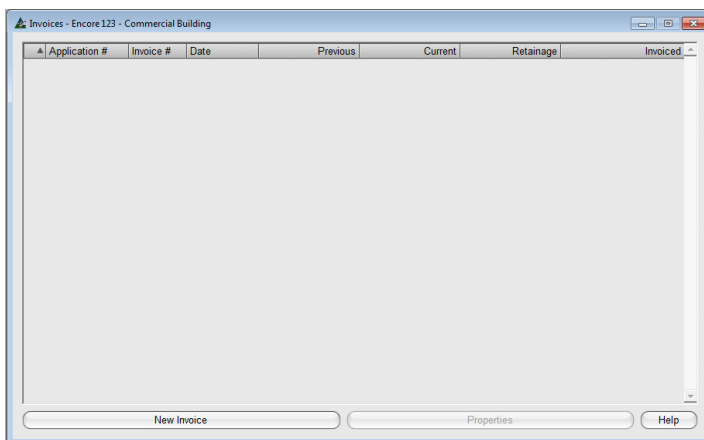 Invoices - Encore 123 - Commercial Building
Application # Invoice # Date Previous Current Retainage Invoiced
New Invoice Properties Help